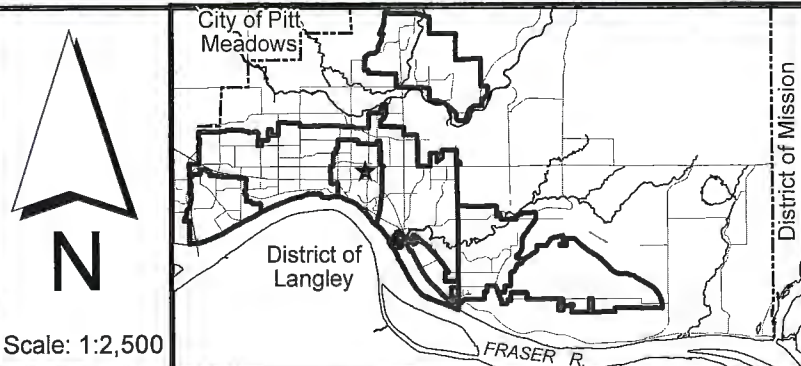 City of Pitt
Meadows
District of Mission
District of
Langley
N
Scale: 1:2,500
FRASER R.